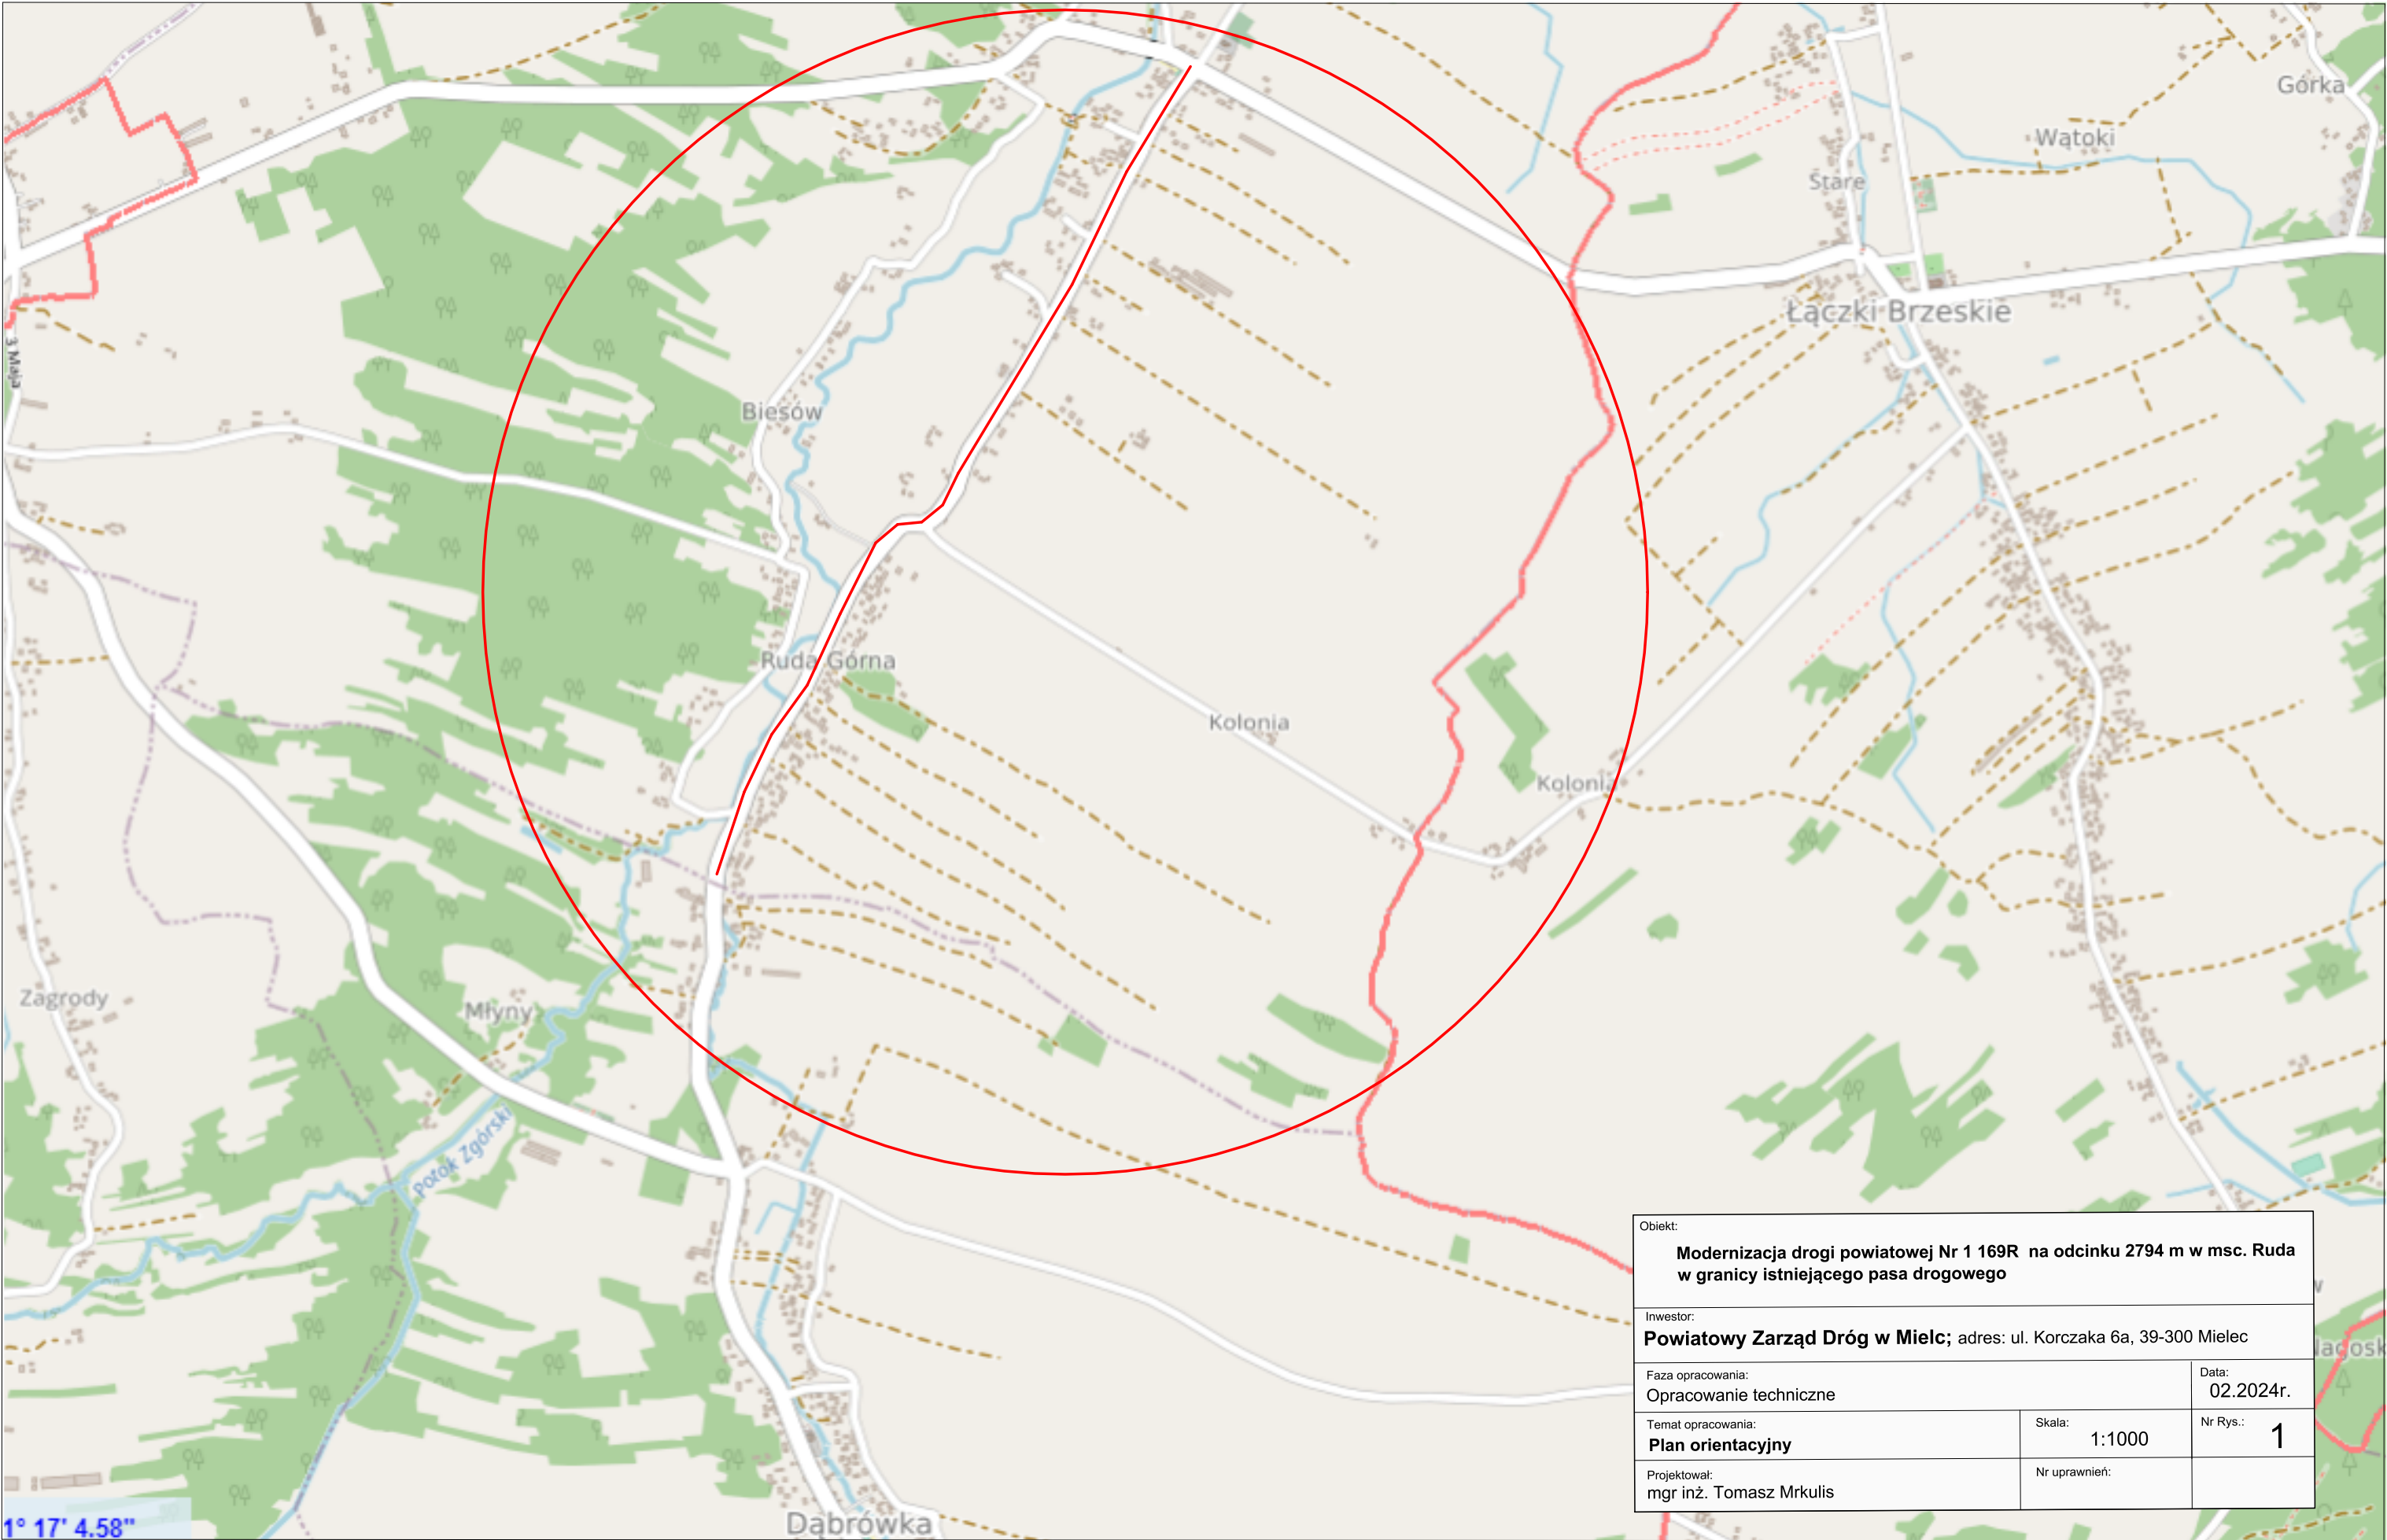 Górka
Wątoki
Stare
Łączki Brzeskie
3 Maja
Biesów
Ruda Górna
Kolonia
Kolonia
Zagrody
Młyny
Potok Zgórski
Dąbrówka
1° 17' 4.58"
Obiekt:
Modernizacja drogi powiatowej Nr 1 169R na odcinku 2794 m w msc. Ruda
w granicy istniejącego pasa drogowego
Inwestor:
Powiatowy Zarząd Dróg w Mielc; adres: ul. Korczaka 6a, 39-300 Mielec
Faza opracowania:
Opracowanie techniczne
Data:
02.2024r.
Temat opracowania:
Plan orientacyjny
Skala:
1:1000
Nr Rys.:
1
Projektował:
mgr inż. Tomasz Mrkulis
Nr uprawnień: